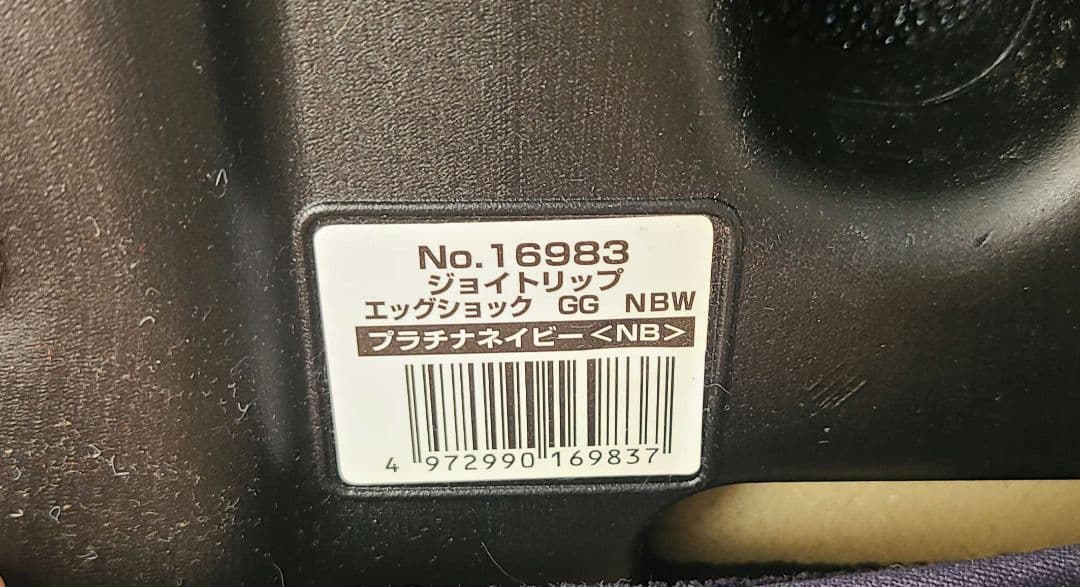 No.16983
ジョイトリップ
エッグショック　GG　NBW
プラチナネイビー<NB>
4 972990 169837